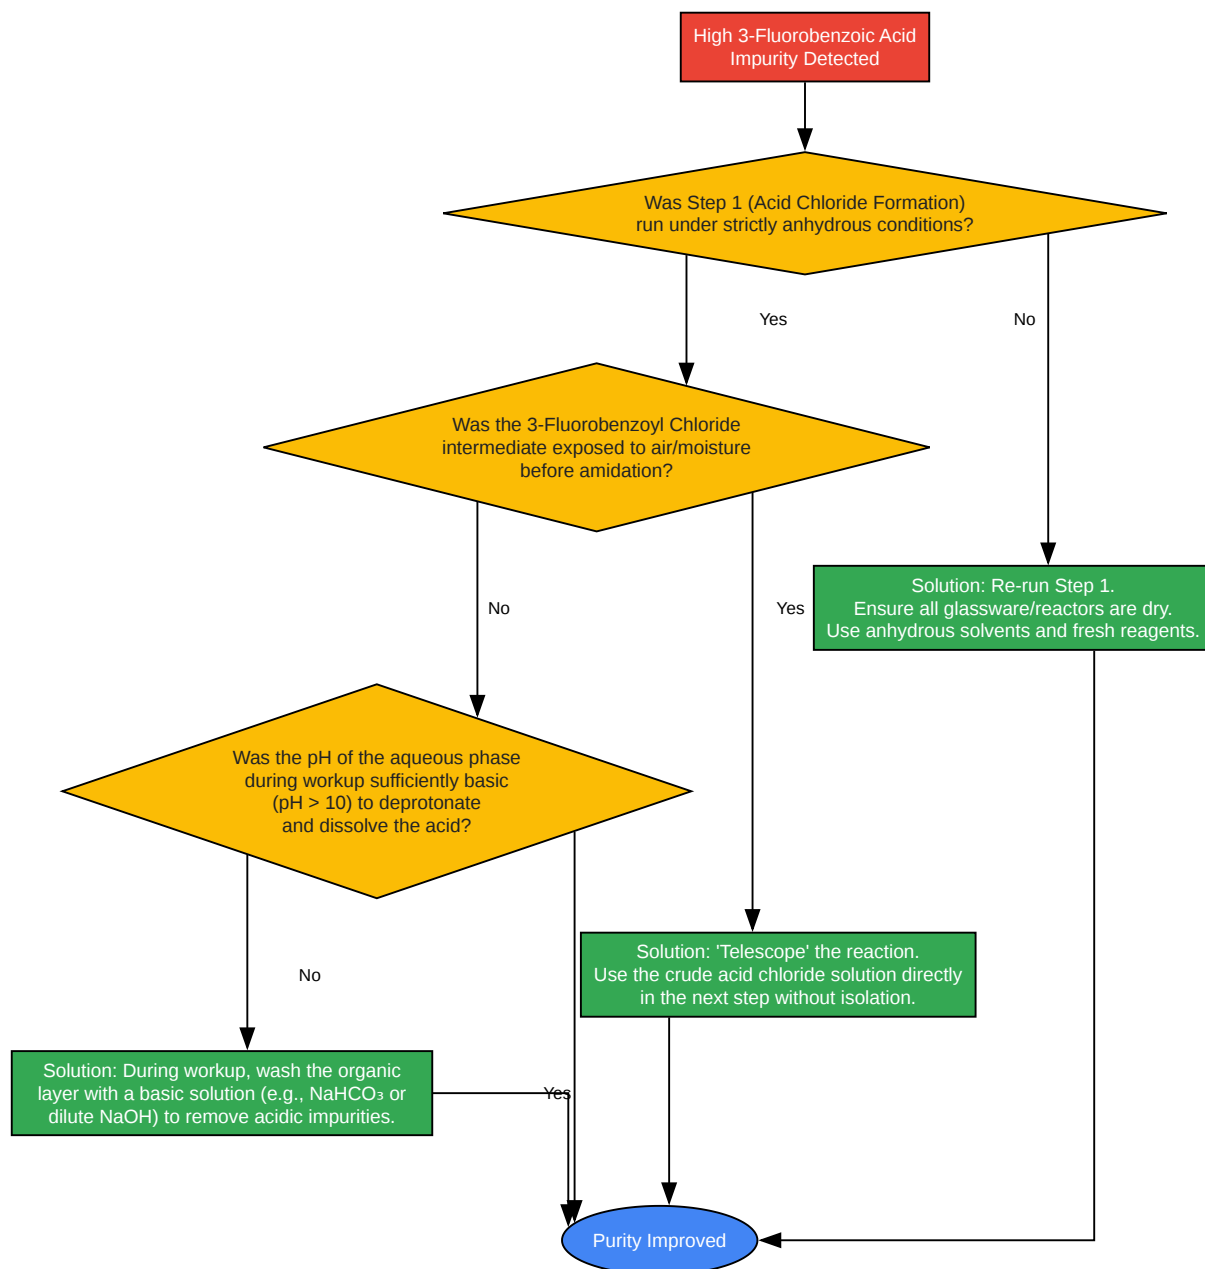 High 3-Fluorobenzoic Acid
Impurity Detected
Was Step 1 (Acid Chloride Formation)
run under strictly anhydrous conditions?
Yes
No
Was the 3-Fluorobenzoyl Chloride
intermediate exposed to air/moisture
before amidation?
No
Yes
Solution: Re-run Step 1.
Ensure all glassware/reactors are dry.
Use anhydrous solvents and fresh reagents.
Was the pH of the aqueous phase
during workup sufficiently basic
(pH > 10) to deprotonate
and dissolve the acid?
No
Solution: 'Telescope' the reaction.
Use the crude acid chloride solution directly
in the next step without isolation.
Solution: During workup, wash the organic
layer with a basic solution (e.g., NaHCO₃ or
dilute NaOH) to remove acidic impurities.
Yes
Purity Improved